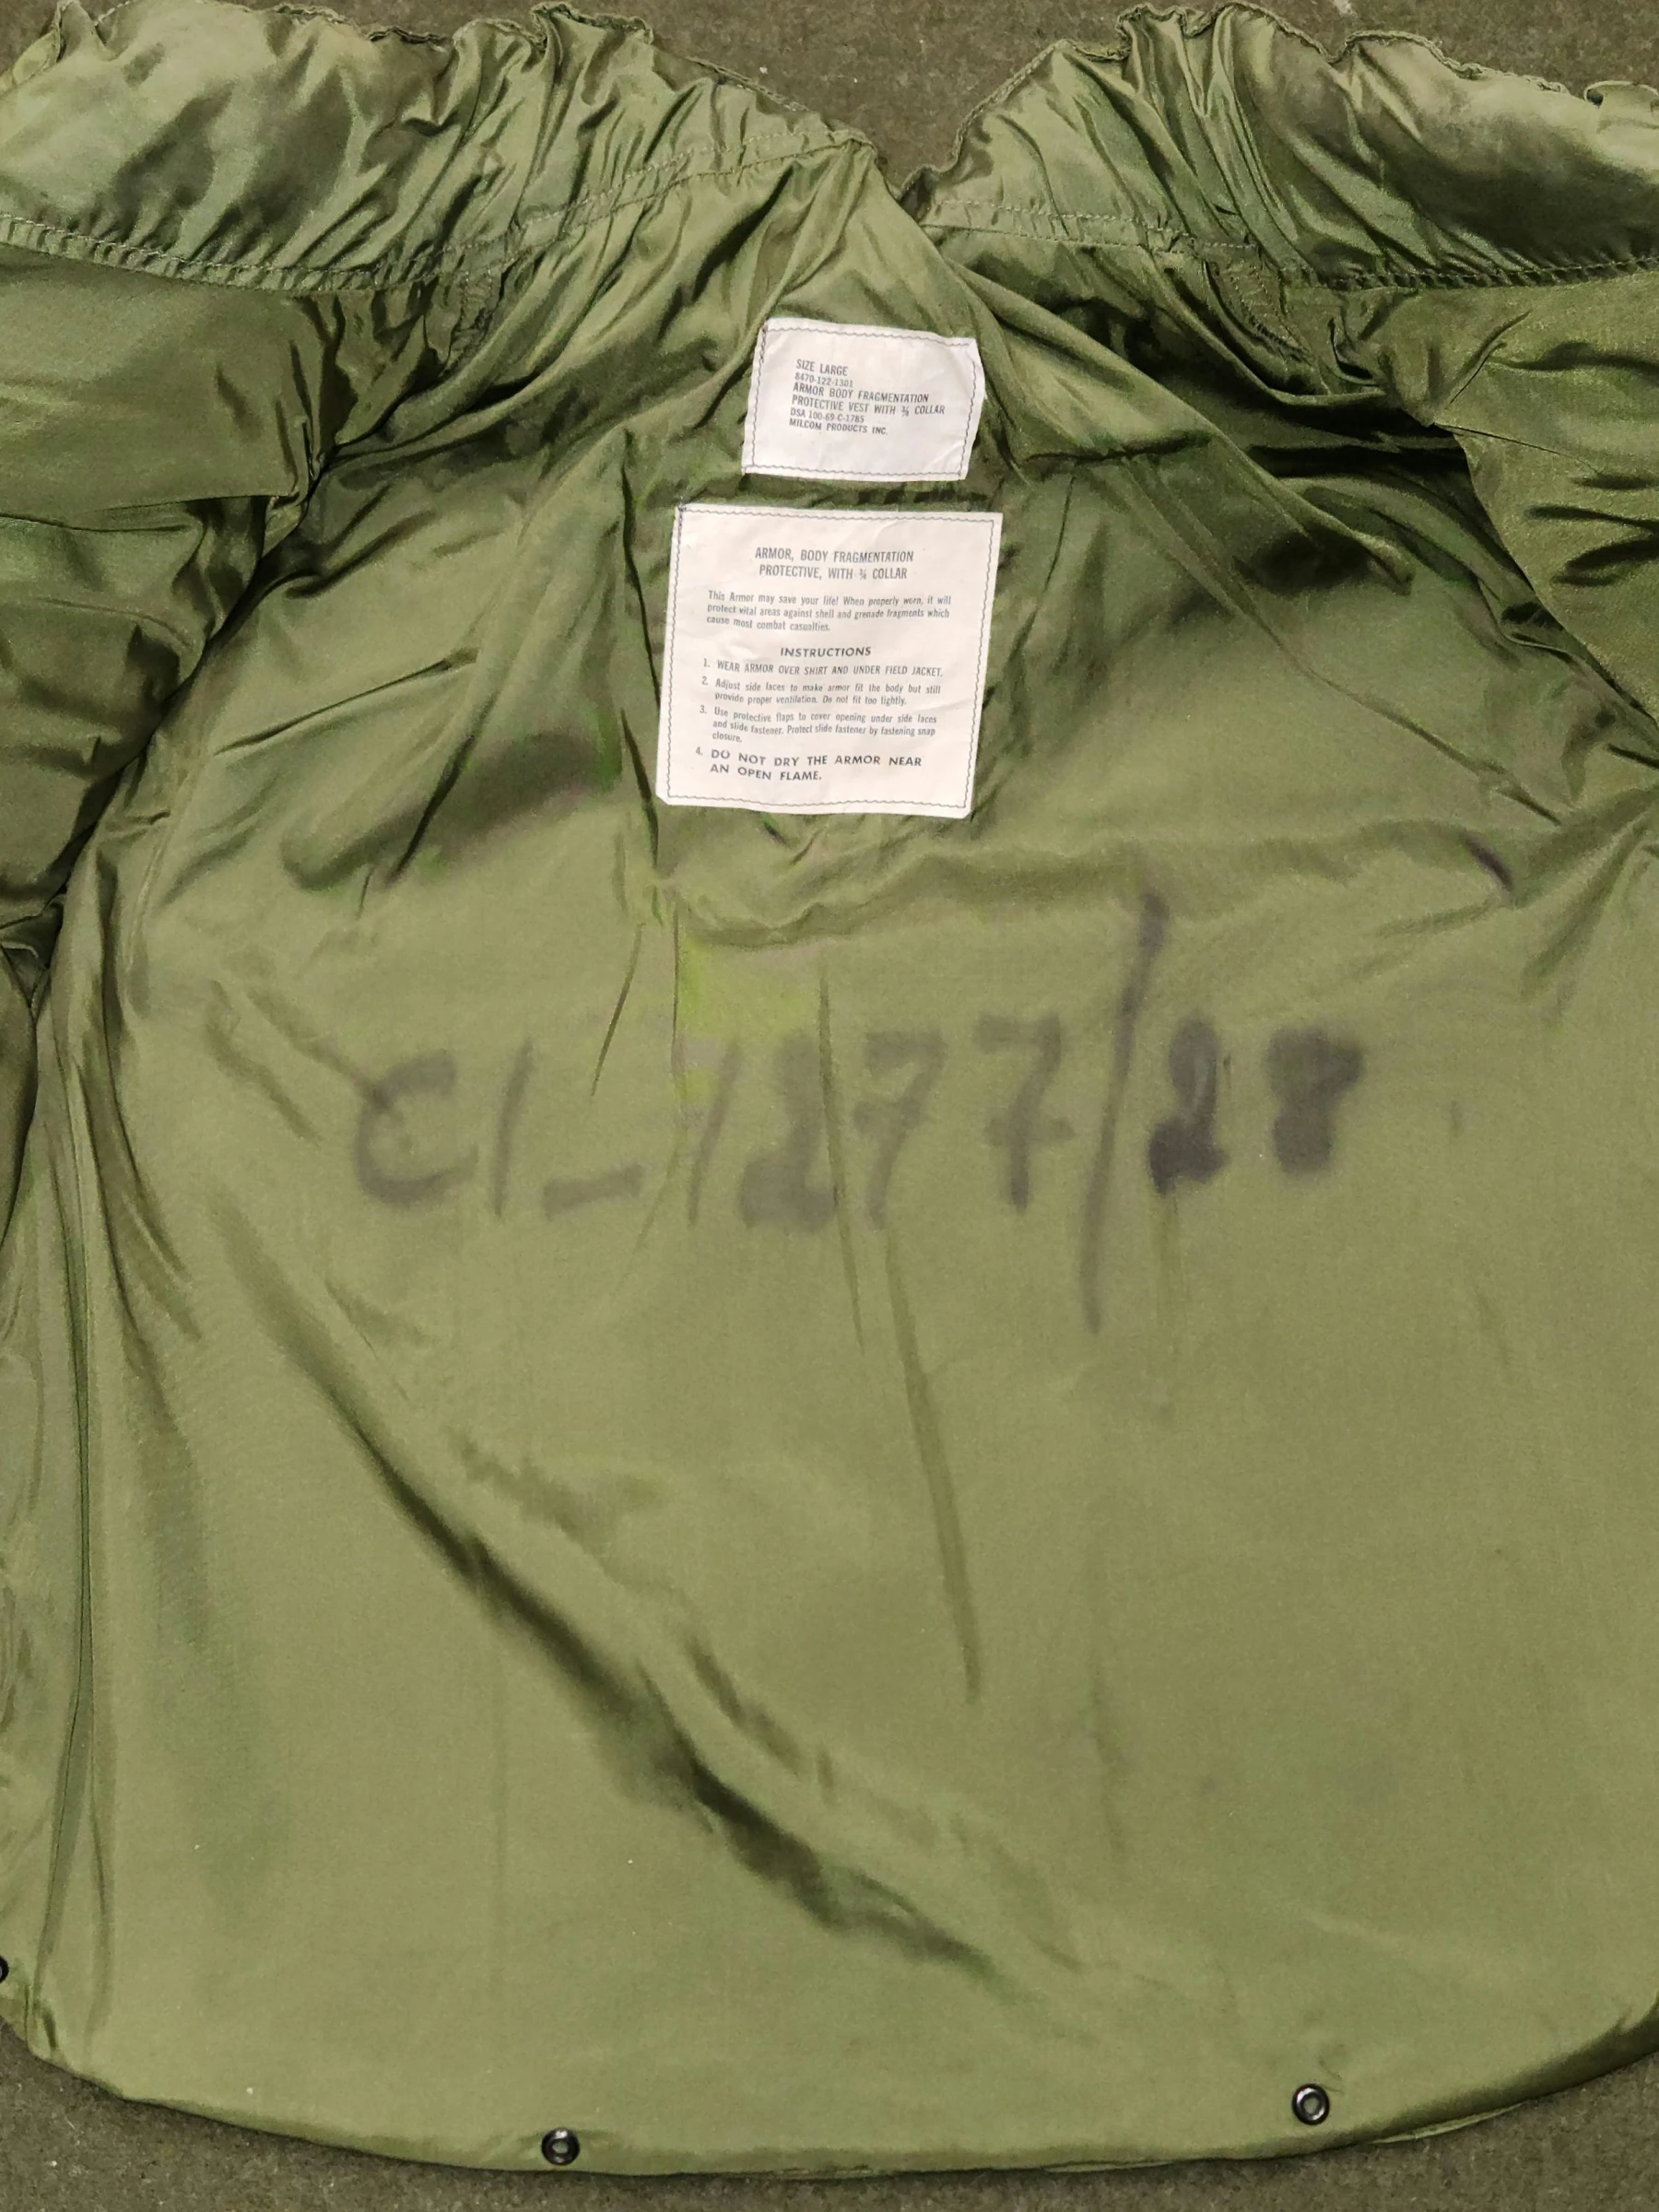 SIZE LARGE
8470-122-1301
ARMOR BODY FRAGMENTATION
PROTECTIVE VEST WITH ¾ COLLAR
DSA 100-69-C-1785
MILCOM PRODUCTS INC.
ARMOR, BODY FRAGMENTATION
PROTECTIVE, WITH ¾ COLLAR
This Armor may save your life! When properly worn, it will
protect vital areas against shell and grenade fragments which
cause most combat casualties.
INSTRUCTIONS
1. WEAR ARMOR OVER SHIRT AND UNDER FIELD JACKET.
2. Adjust side laces to make armor fit the body but still
provide proper ventilation. Do not fit too tightly.
3. Use protective flaps to cover opening under side laces
and slide fastener. Protect slide fastener by fastening snap
closure.
4. DO NOT DRY THE ARMOR NEAR
AN OPEN FLAME.
C1-1277/28